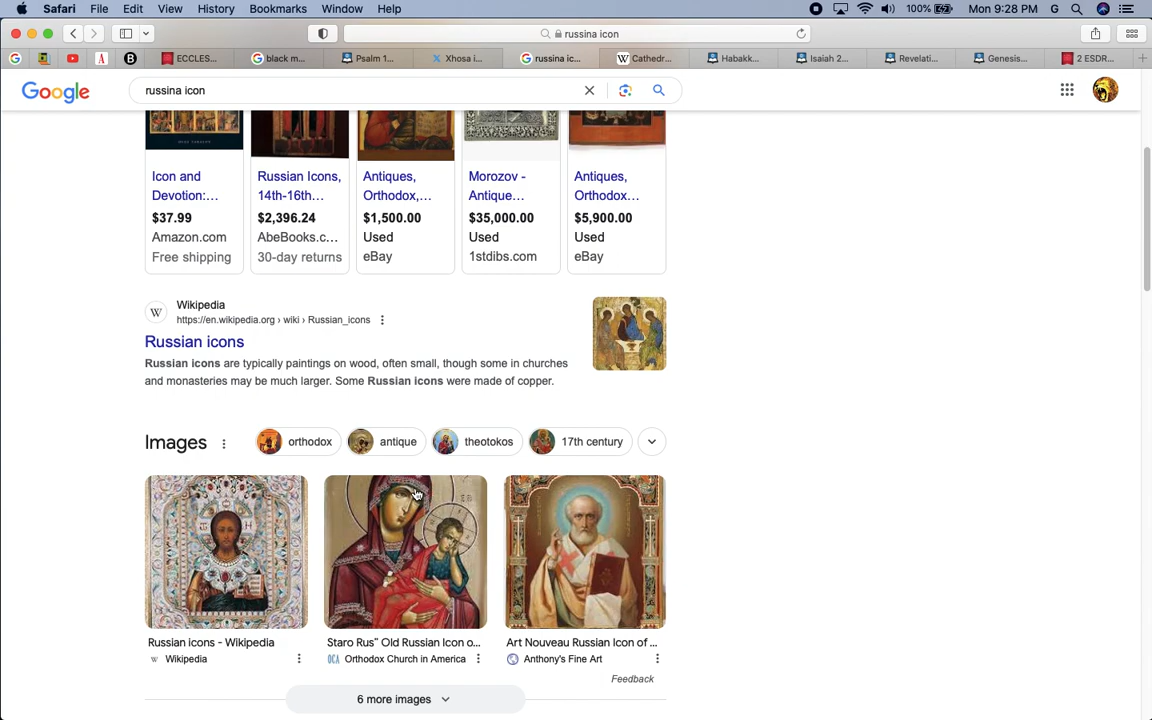 Safari File Edit View History Bookmarks Window Help 100% Mon 9:28 PM G
russina icon
ECCLES... black m... Psalm 1... Xhosa i... russina ic... Cathedr... Habakk... Isaiah 2... Revelati... Genesis... 2 ESDR...
Google russina icon
Icon and Devotion:...
$37.99
Amazon.com
Free shipping
Russian Icons, 14th-16th...
$2,396.24
AbeBooks.c...
30-day returns
Antiques, Orthodox,...
$1,500.00
Used
eBay
Morozov - Antique...
$35,000.00
Used
1stdibs.com
Antiques, Orthodox...
$5,900.00
Used
eBay
W Wikipedia
https://en.wikipedia.org › wiki › Russian_icons
Russian icons
Russian icons are typically paintings on wood, often small, though some in churches
and monasteries may be much larger. Some Russian icons were made of copper.
Images orthodox antique theotokos 17th century
Russian icons - Wikipedia
W Wikipedia
Staro Rus" Old Russian Icon o...
OCA Orthodox Church in America
Art Nouveau Russian Icon of ...
Anthony's Fine Art
Feedback
6 more images